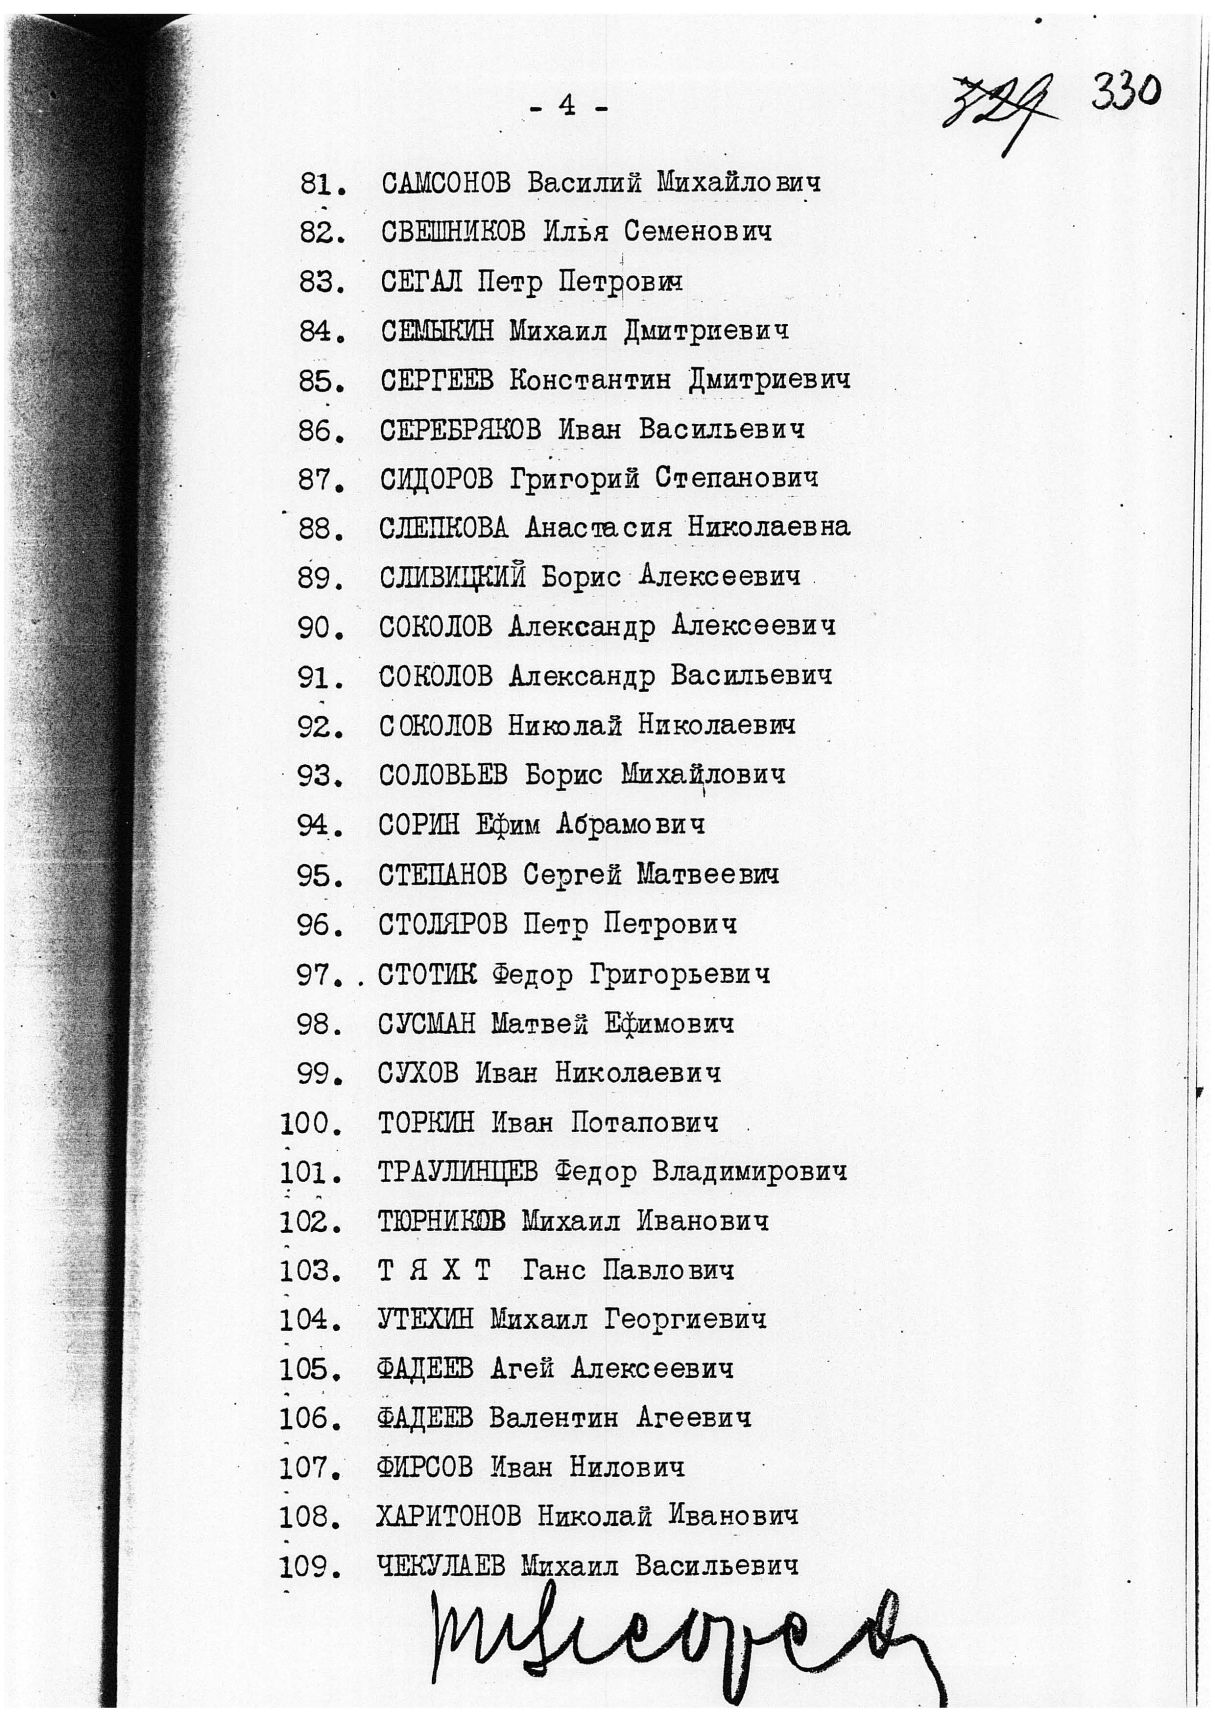 - 4 -
329 330
81. САМСОНОВ Василий Михайлович
82. СВЕШНИКОВ Илья Семенович
83. СЕГАЛ Петр Петрович
84. СЕМЫКИН Михаил Дмитриевич
85. СЕРГЕЕВ Константин Дмитриевич
86. СЕРЕБРЯКОВ Иван Васильевич
87. СИДОРОВ Григорий Степанович
88. СЛЕПКОВА Анастасия Николаевна
89. СЛИВИЦКИЙ Борис Алексеевич
90. СОКОЛОВ Александр Алексеевич
91. СОКОЛОВ Александр Васильевич
92. СОКОЛОВ Николай Николаевич
93. СОЛОВЬЕВ Борис Михайлович
94. СОРИН Ефим Абрамович
95. СТЕПАНОВ Сергей Матвеевич
96. СТОЛЯРОВ Петр Петрович
97. СТОТИК Федор Григорьевич
98. СУСМАН Матвей Ефимович
99. СУХОВ Иван Николаевич
100. ТОРКИН Иван Потапович
101. ТРАУЛИНЦЕВ Федор Владимирович
102. ТЮРНИКОВ Михаил Иванович
103. Т Я Х Т Ганс Павлович
104. УТЕХИН Михаил Георгиевич
105. ФАДЕЕВ Агей Алексеевич
106. ФАДЕЕВ Валентин Агеевич
107. ФИРСОВ Иван Нилович
108. ХАРИТОНОВ Николай Иванович
109. ЧЕКУЛАЕВ Михаил Васильевич